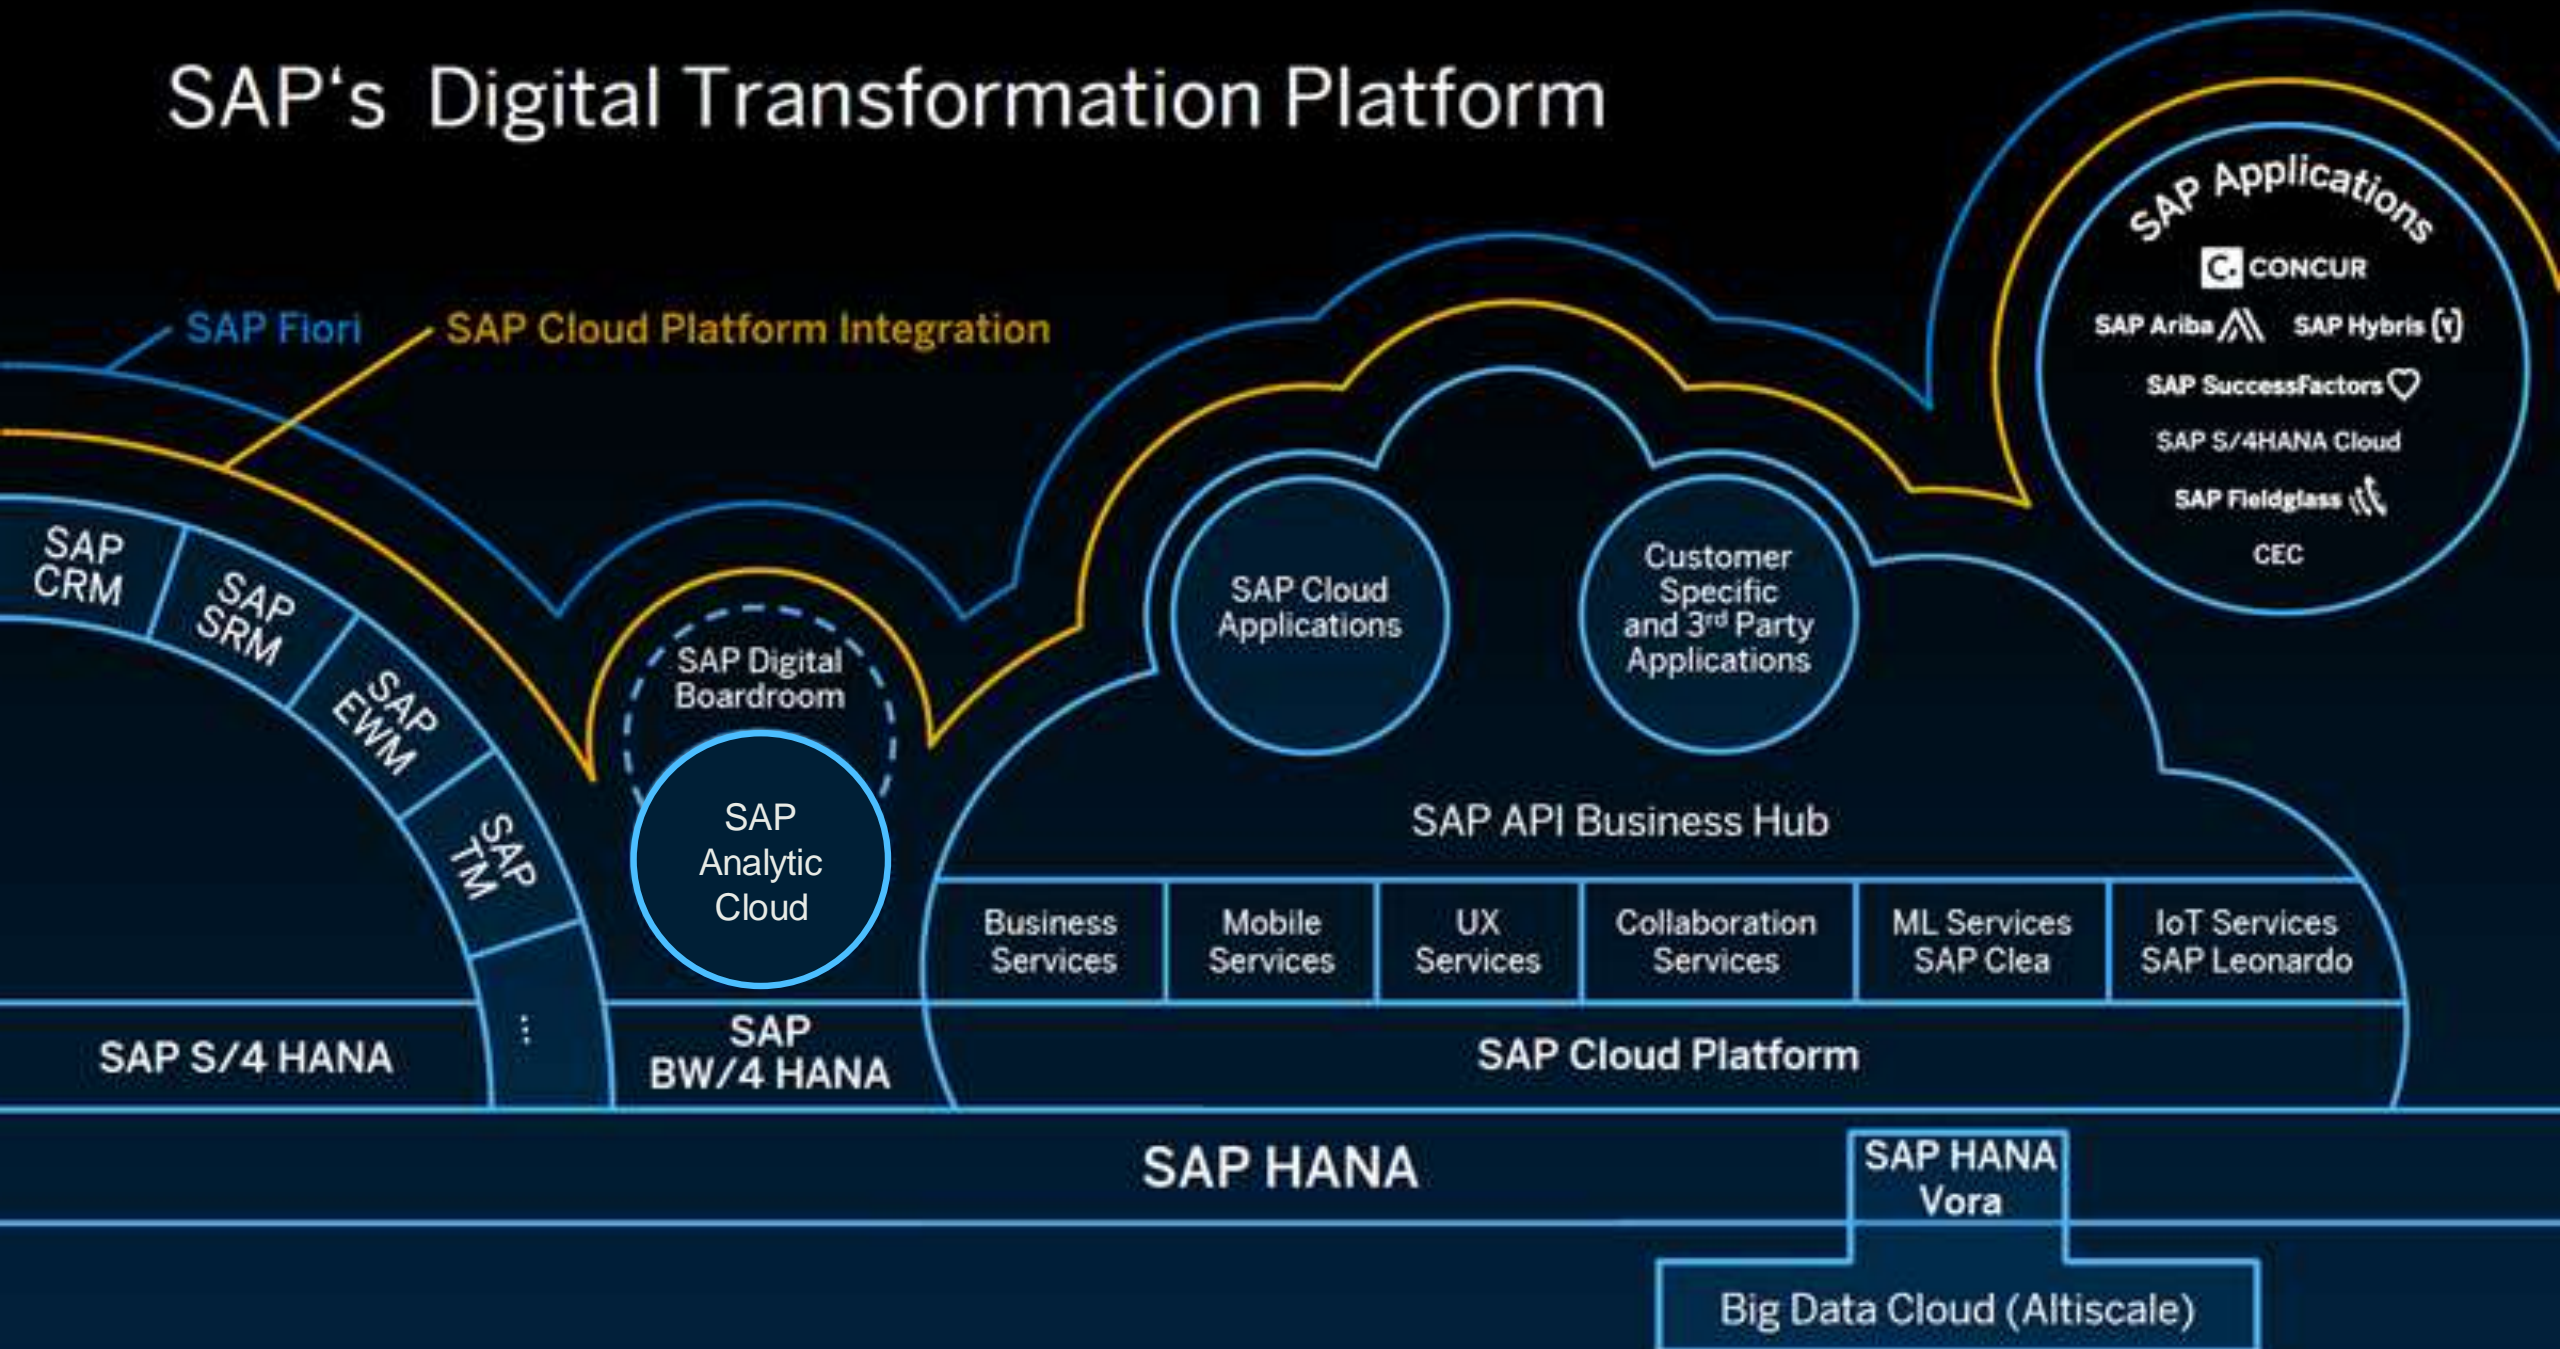 SAP‘s  Digital Transformation Platform
SAP Fiori
SAP Cloud Platform Integration
SAP Applications
C. CONCUR
SAP Ariba
SAP Hybris
SAP SuccessFactors
SAP S/4HANA Cloud
SAP Fieldglass
CEC
SAP
CRM
SAP
SRM
SAP
EWM
SAP
TM
...
SAP Digital
Boardroom
SAP
Analytic
Cloud
SAP Cloud
Applications
Customer
Specific
and 3rd Party
Applications
SAP API Business Hub
Business
Services
Mobile
Services
UX
Services
Collaboration
Services
ML Services
SAP Clea
IoT Services
SAP Leonardo
SAP S/4 HANA
SAP
BW/4 HANA
SAP Cloud Platform
SAP HANA
SAP HANA
Vora
Big Data Cloud (Altiscale)